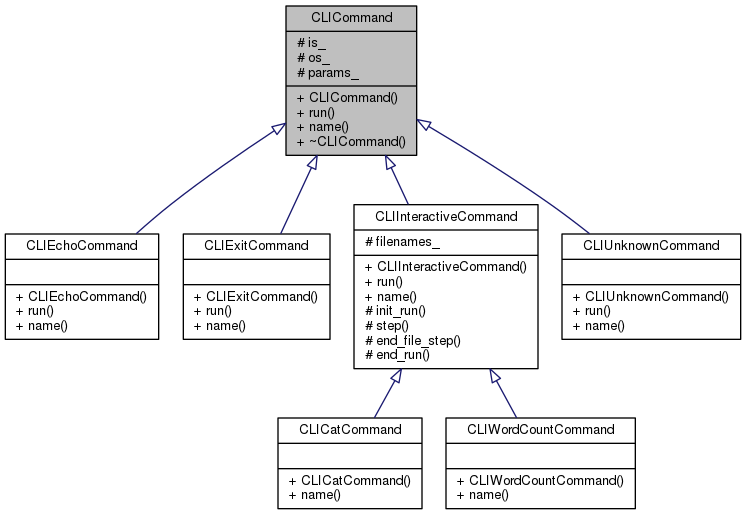 CLICommand
# is_
# os_
# params_
+ CLICommand()
+ run()
+ name()
+ ~CLICommand()
CLIEchoCommand
+ CLIEchoCommand()
+ run()
+ name()
CLIExitCommand
+ CLIExitCommand()
+ run()
+ name()
CLIInteractiveCommand
# filenames_
+ CLIInteractiveCommand()
+ run()
+ name()
# init_run()
# step()
# end_file_step()
# end_run()
CLIUnknownCommand
+ CLIUnknownCommand()
+ run()
+ name()
CLICatCommand
+ CLICatCommand()
+ name()
CLIWordCountCommand
+ CLIWordCountCommand()
+ name()